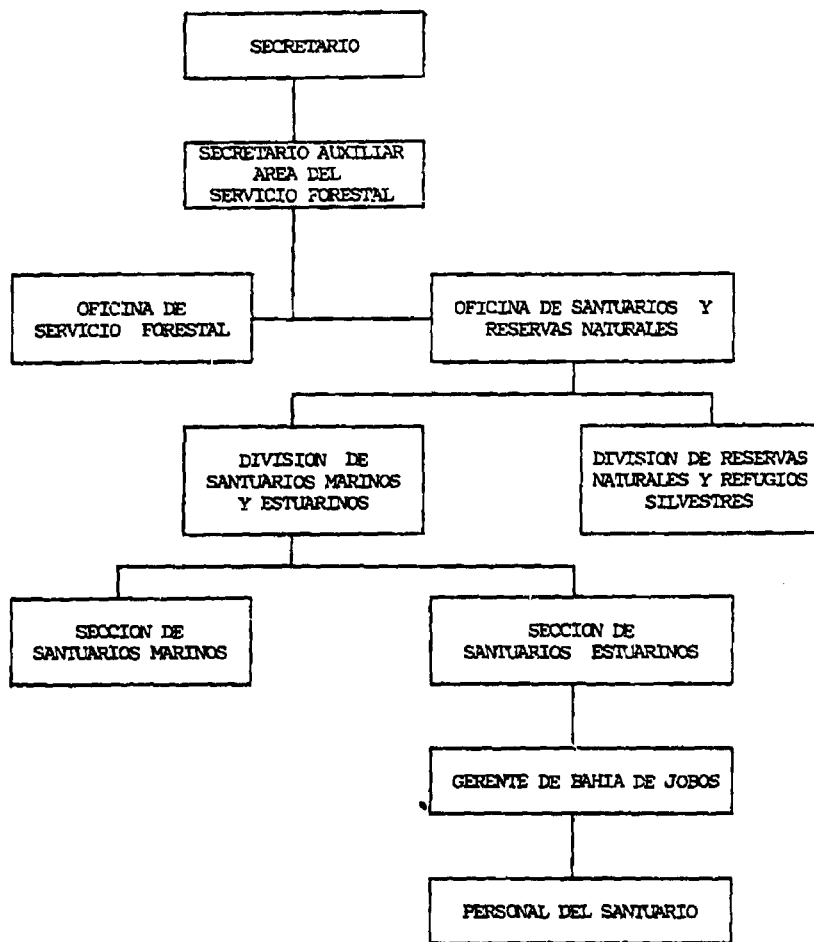 SECRETARIO
SECRETARIO AUXILIAR
AREA DEL
SERVICIO FORESTAL
OFICINA DE
SERVICIO FORESTAL
OFICINA DE SANTUARIOS Y
RESERVAS NATURALES
DIVISION DE
SANTUARIOS MARINOS
Y ESTUARINOS
DIVISION DE RESERVAS
NATURALES Y REFUGIOS
SILVESTRES
SECCION DE
SANTUARIOS MARINOS
SECCION DE
SANTUARIOS ESTUARINOS
GERENTE DE BAHIA DE JOBOS
PERSONAL DEL SANTUARIO